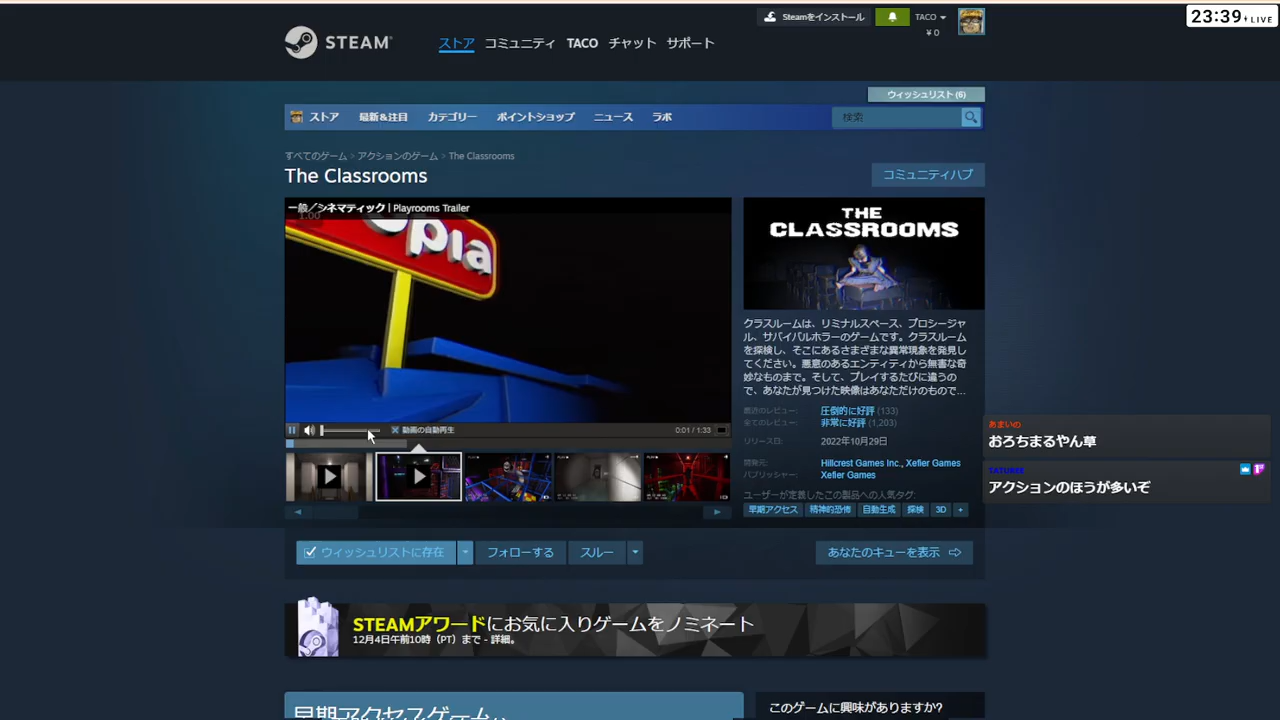 23:39 LIVE
Steamをインストール
TACO
¥ 0
STEAM
ストア コミュニティ TACO チャット サポート
ウィッシュリスト (6)
ストア 最新&注目 カテゴリー ポイントショップ ニュース ラボ
検索
すべてのゲーム > アクションのゲーム > The Classrooms
The Classrooms
コミュニティハブ
一般/シネマティック | Playrooms Trailer
1.00
opia
0:01 / 1:33
動画の自動再生
THE
CLASSROOMS
クラスルームは、リミナルスペース、プロシージャ
ル、サバイバルホラーのゲームです。クラスルーム
を探検し、そこにあるさまざまな異常現象を発見し
てください。悪意のあるエンティティから無害な奇
妙なものまで。そして、プレイするたびに違うの
で、あなたが見つけた映像はあなただけのもので...
最近のレビュー: 圧倒的に好評 (133)
全てのレビュー: 非常に好評 (1,203)
リリース日: 2022年10月29日
開発元: Hillcrest Games Inc., Xefier Games
パブリッシャー: Xefier Games
ユーザーが定義したこの製品への人気タグ:
早期アクセス 精神的恐怖 自動生成 探検 3D +
あまいの
おろちまるやん草
TATUREE
アクションのほうが多いぞ
ウィッシュリストに存在 フォローする スルー
あなたのキューを表示
STEAMアワードにお気に入りゲームをノミネート
12月4日午前10時（PT）まで - 詳細。
早期アクセスゲーム
このゲームに興味がありますか?